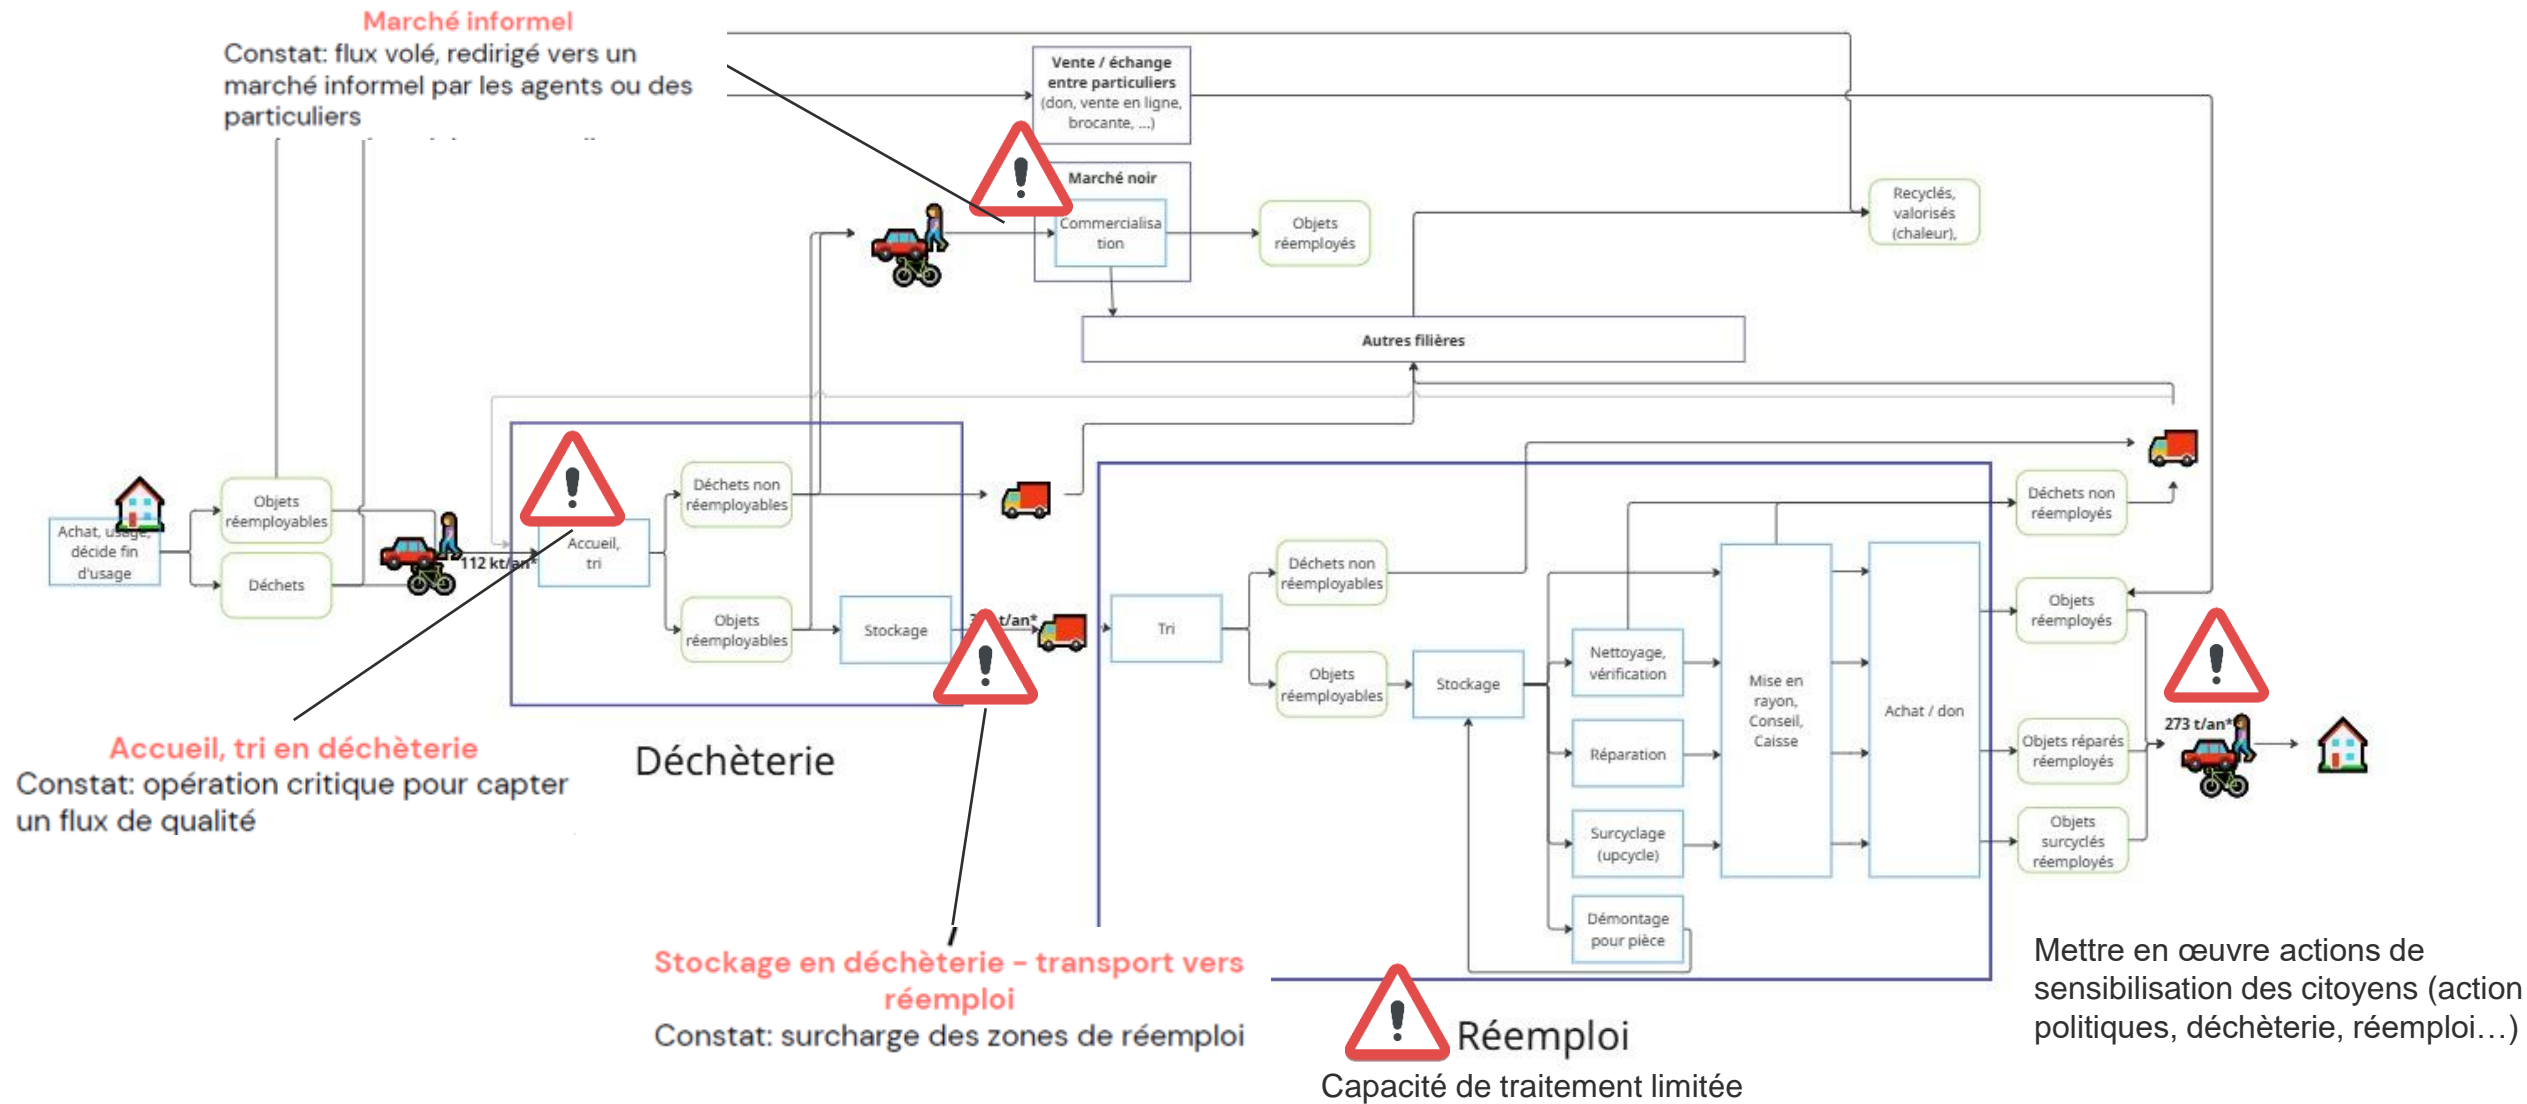 Marché informel
Constat: flux volé, redirigé vers un
marché informel par les agents ou des
particuliers
Vente / échange
entre particuliers
(don, vente en ligne,
brocante, ...)
Marché noir
Commercialisa
tion
Objets
réemployés
Recyclés,
valorisés
(chaleur),
Autres filières
Achat, usage,
décide fin
d'usage
Objets
réemployables
Déchets
112 kt/an*
Accueil,
tri
Déchets non
réemployables
Objets
réemployables
Stockage
t/an*
Déchèterie
Accueil, tri en déchèterie
Constat: opération critique pour capter
un flux de qualité
Stockage en déchèterie - transport vers
réemploi
Constat: surcharge des zones de réemploi
Tri
Déchets non
réemployables
Objets
réemployables
Stockage
Nettoyage,
vérification
Réparation
Surcyclage
(upcycle)
Démontage
pour pièce
Mise en
rayon,
Conseil,
Caisse
Achat / don
Déchets non
réemployés
Objets
réemployés
Objets réparés
réemployés
Objets
surcyclés
réemployés
273 t/an*
Réemploi
Capacité de traitement limitée
Mettre en œuvre actions de
sensibilisation des citoyens (action
politiques, déchèterie, réemploi…)